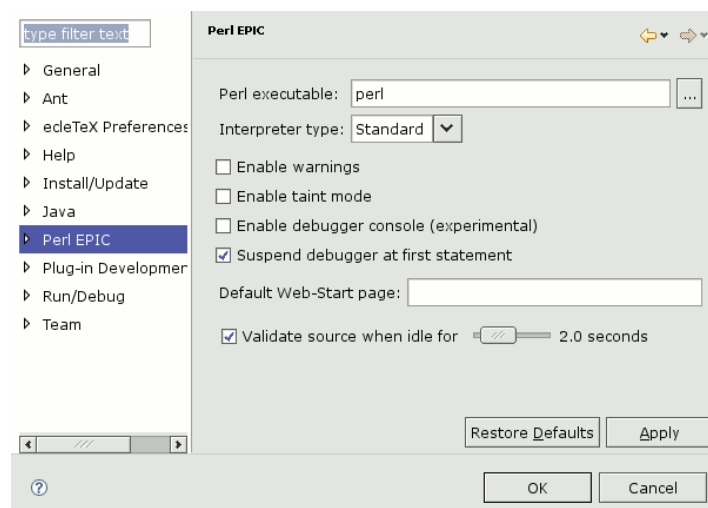 type filter text
General
Ant
ecleTeX Preferences
Help
Install/Update
Java
Perl EPIC
Plug-in Developmer
Run/Debug
Team
Perl EPIC
Perl executable: perl ...
Interpreter type: Standard
Enable warnings
Enable taint mode
Enable debugger console (experimental)
Suspend debugger at first statement
Default Web-Start page:
Validate source when idle for 2.0 seconds
Restore Defaults Apply
OK Cancel